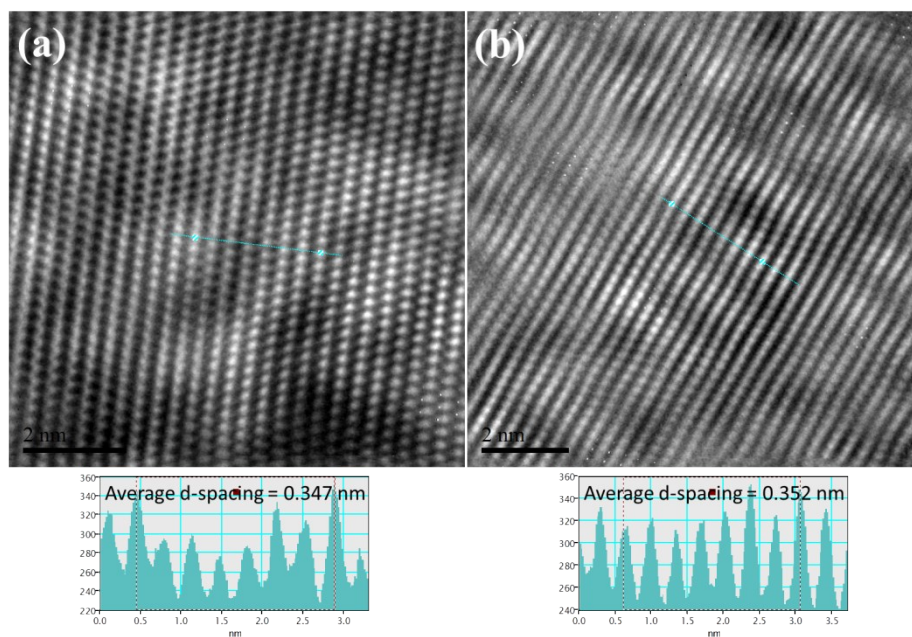 (a)
(b)
2 nm
2 nm
360
340
320
300
280
260
240
220
Average d-spacing = 0.347 nm
0.0 0.5 1.0 1.5 2.0 2.5 3.0
nm
360
340
320
300
280
260
240
Average d-spacing = 0.352 nm
0.0 0.5 1.0 1.5 2.0 2.5 3.0 3.5
nm